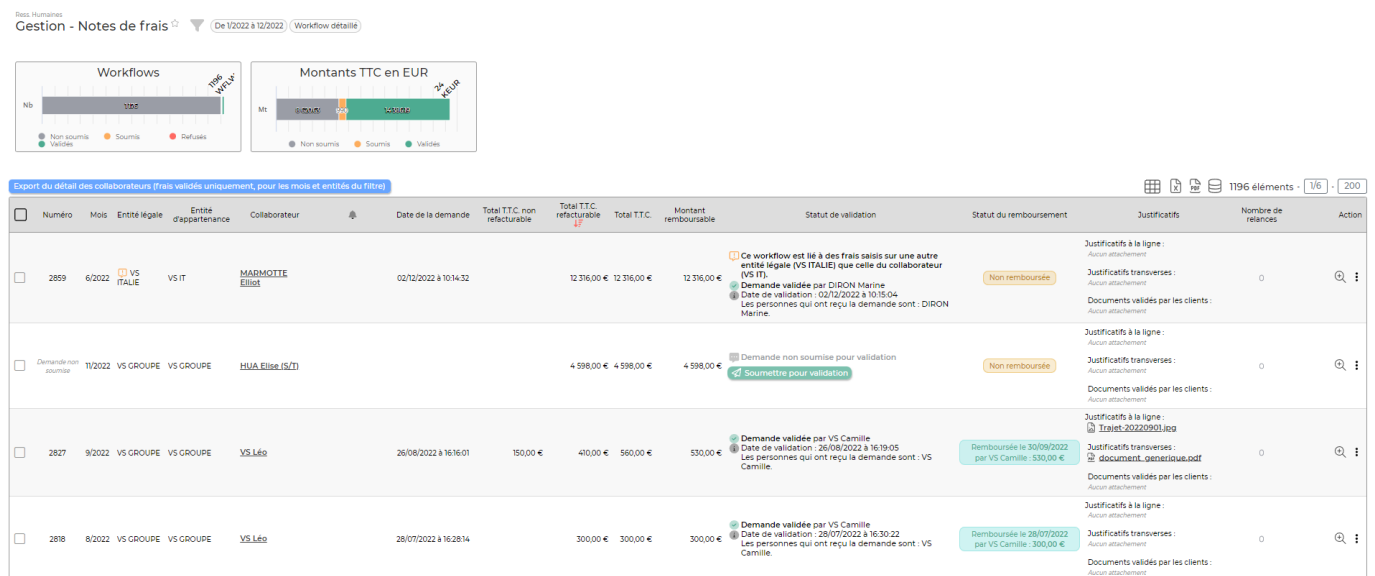 Ress. Humaines
Gestion - Notes de frais
De 1/2022 à 12/2022
Workflow détaillé
Workflows
1196
WFLW
Nb
Non soumis
Soumis
Refusés
Validés
Montants TTC en EUR
24
KEUR
Mt
Non soumis
Soumis
Validés
Export du détail des collaborateurs (frais validés uniquement, pour les mois et entités du filtre)
1196 éléments - 1/6 - 200
Numéro
Mois
Entité légale
Entité
d'appartenance
Collaborateur
Date de la demande
Total T.T.C. non
refacturable
Total T.T.C.
refacturable
Total T.T.C.
Montant
remboursable
Statut de validation
Statut du remboursement
Justificatifs
Nombre de
relances
Action
2859
6/2022
VS
ITALIE
VS IT
MARMOTTE
Elliot
02/12/2022 à 10:14:32
12 316,00 €
12 316,00 €
12 316,00 €
Ce workflow est lié à des frais saisis sur une autre
entité légale (VS ITALIE) que celle du collaborateur
(VS IT).
Demande validée par DIRON Marine
Date de validation : 02/12/2022 à 10:15:04
Les personnes qui ont reçu la demande sont : DIRON
Marine.
Non remboursée
Justificatifs à la ligne :
Aucun attachement
Justificatifs transverses :
Aucun attachement
Documents validés par les clients :
Aucun attachement
0
Demande non
soumise
11/2022
VS GROUPE
VS GROUPE
HUA Elise (S/T)
4 598,00 €
4 598,00 €
4 598,00 €
Demande non soumise pour validation
Soumettre pour validation
Non remboursée
Justificatifs à la ligne :
Aucun attachement
Justificatifs transverses :
Aucun attachement
Documents validés par les clients :
Aucun attachement
0
2827
9/2022
VS GROUPE
VS GROUPE
VS Léo
26/08/2022 à 16:16:01
150,00 €
410,00 €
560,00 €
530,00 €
Demande validée par VS Camille
Date de validation : 26/08/2022 à 16:19:05
Les personnes qui ont reçu la demande sont : VS
Camille.
Remboursée le 30/09/2022
par VS Camille : 530,00 €
Justificatifs à la ligne :
Trajet-20220901.jpg
Justificatifs transverses :
document_generique.pdf
Documents validés par les clients :
Aucun attachement
0
2818
8/2022
VS GROUPE
VS GROUPE
VS Léo
28/07/2022 à 16:28:14
300,00 €
300,00 €
300,00 €
Demande validée par VS Camille
Date de validation : 28/07/2022 à 16:30:22
Les personnes qui ont reçu la demande sont : VS
Camille.
Remboursée le 28/07/2022
par VS Camille : 300,00 €
Justificatifs à la ligne :
Aucun attachement
Justificatifs transverses :
Aucun attachement
Documents validés par les clients :
Aucun attachement
0